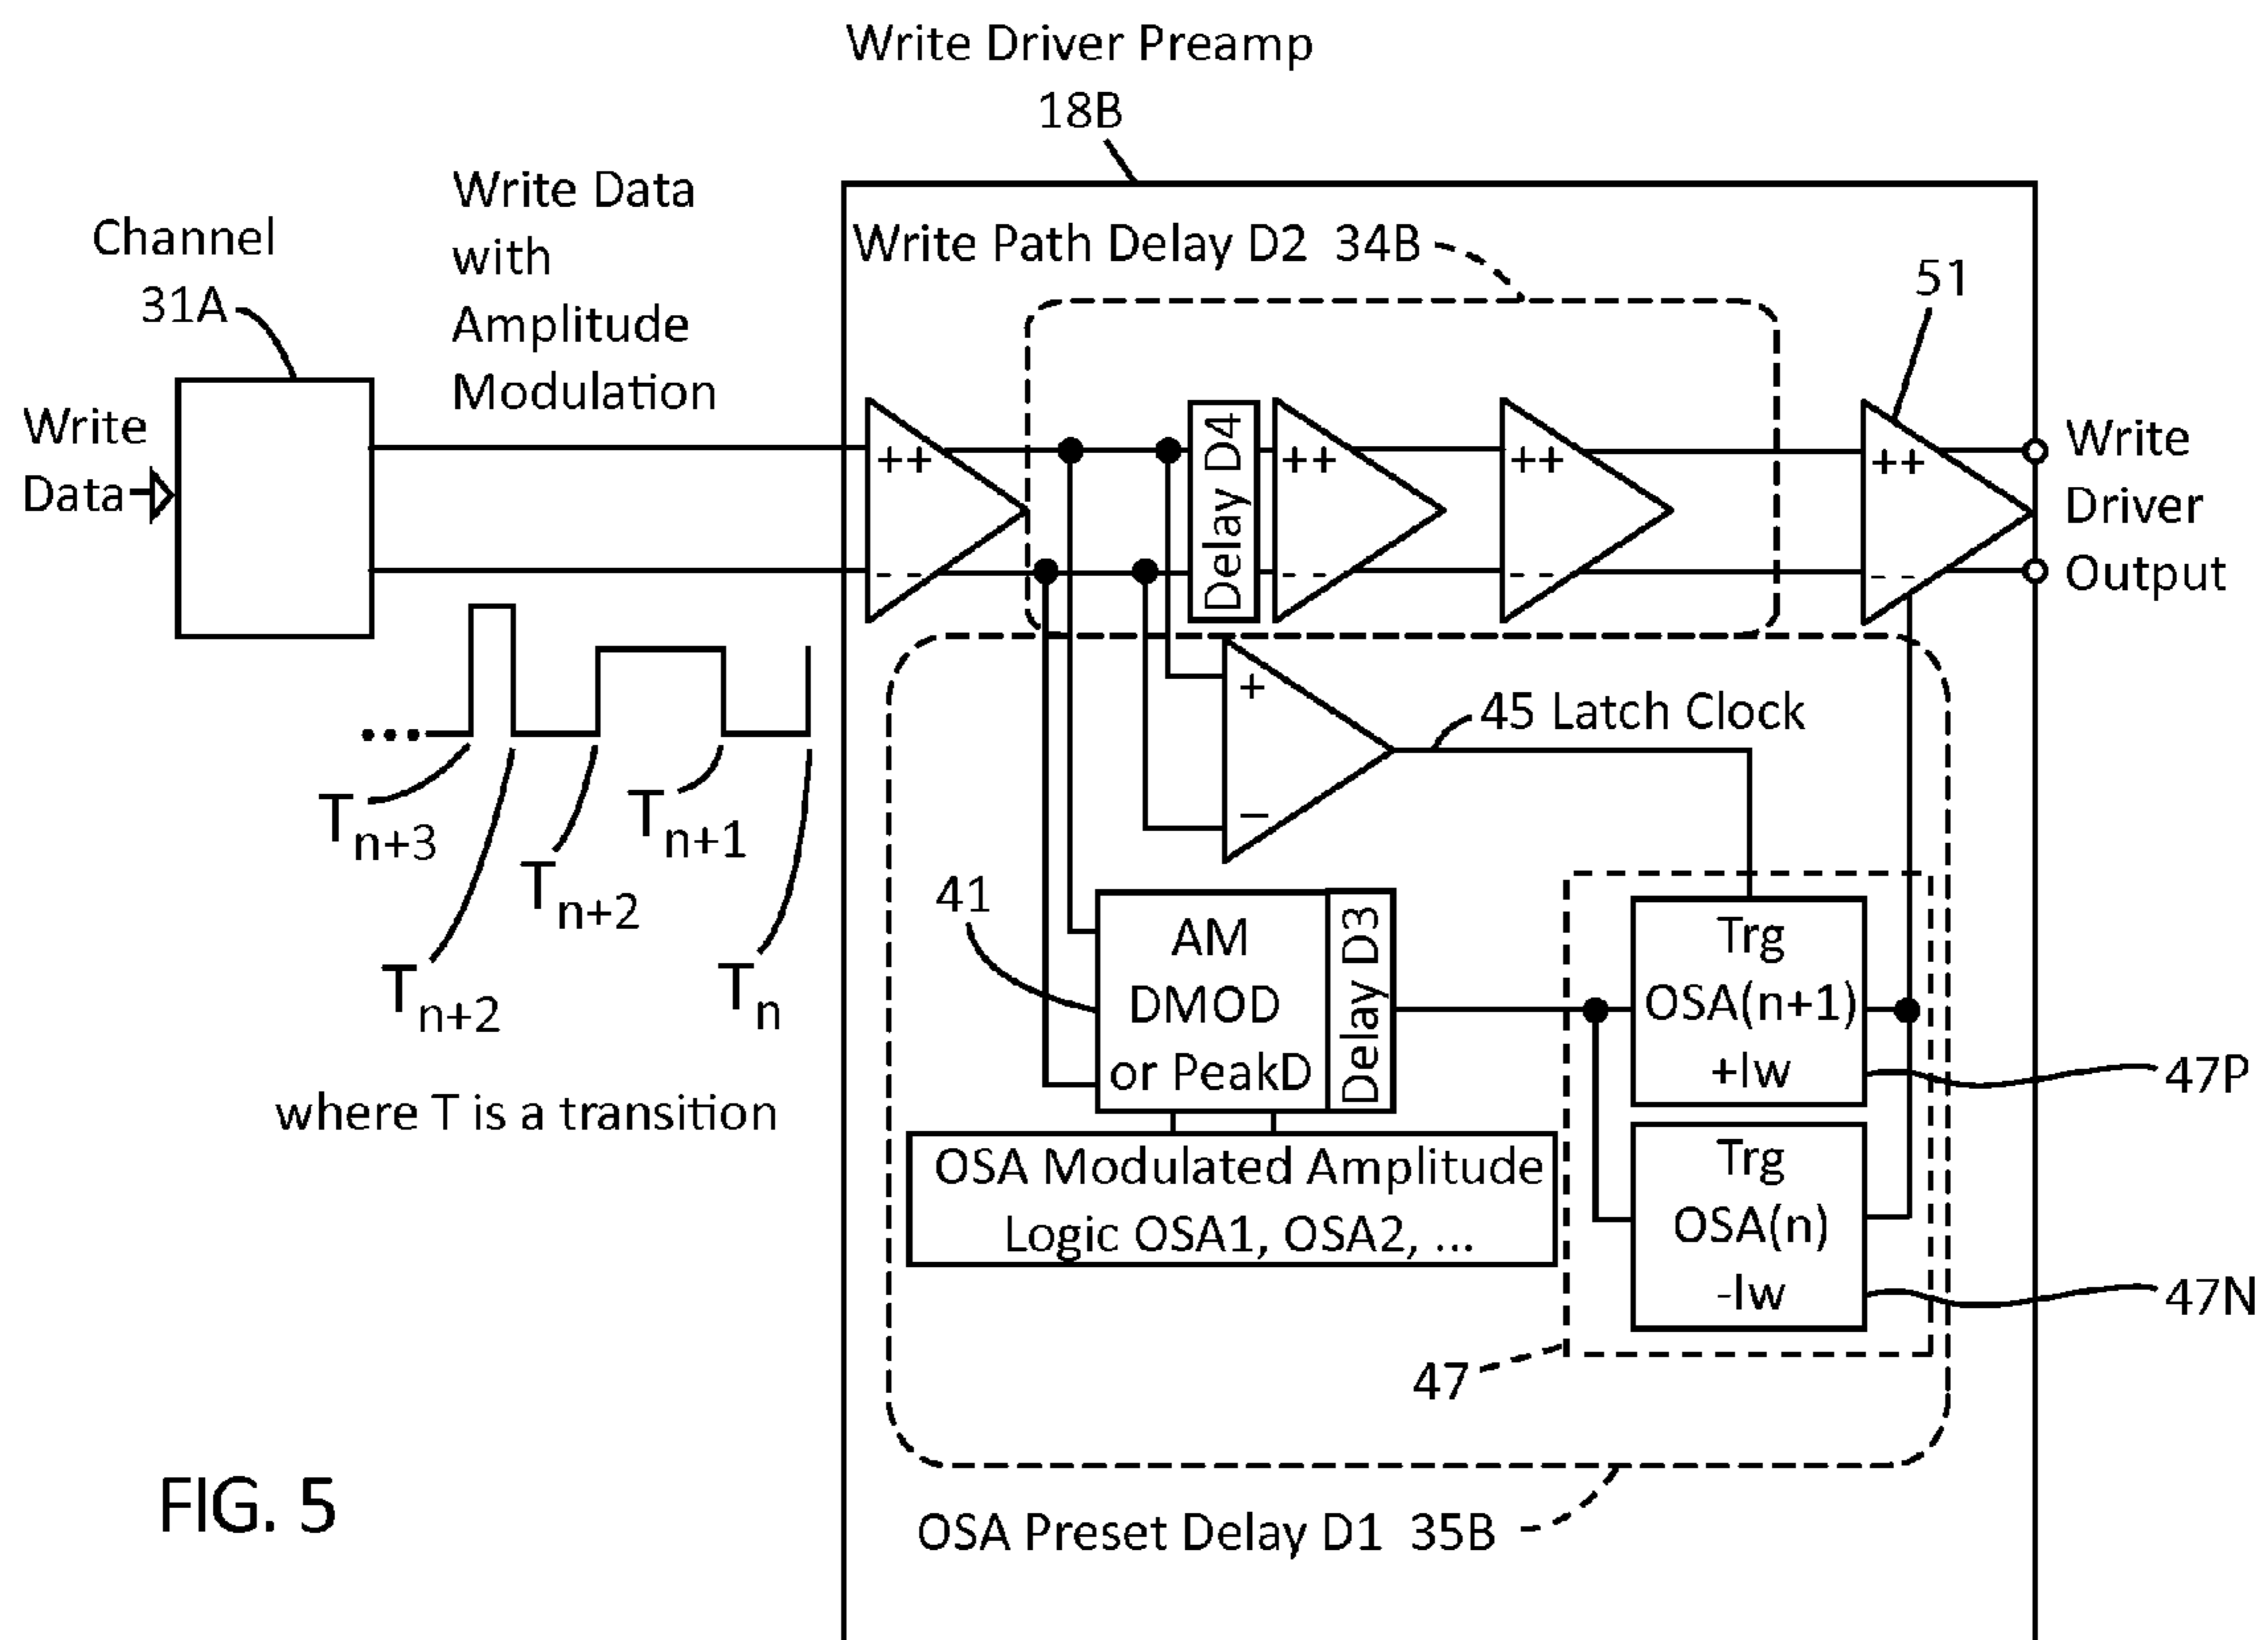 Write Driver Preamp
18B
Write Data
with
Amplitude
Modulation
Channel
31A
Write
Data
Write Path Delay D2 34B
51
++
- -
Delay D4
++
- -
++
- -
++
- -
Write
Driver
Output
+
−
45 Latch Clock
...
Tn+3
Tn+2
Tn+2
Tn+1
Tn
where T is a transition
41
AM
DMOD
or PeakD
Delay D3
OSA Modulated Amplitude
Logic OSA1, OSA2, ...
Trg
OSA(n+1)
+Iw
47P
Trg
OSA(n)
-Iw
47N
47
OSA Preset Delay D1 35B
FIG. 5